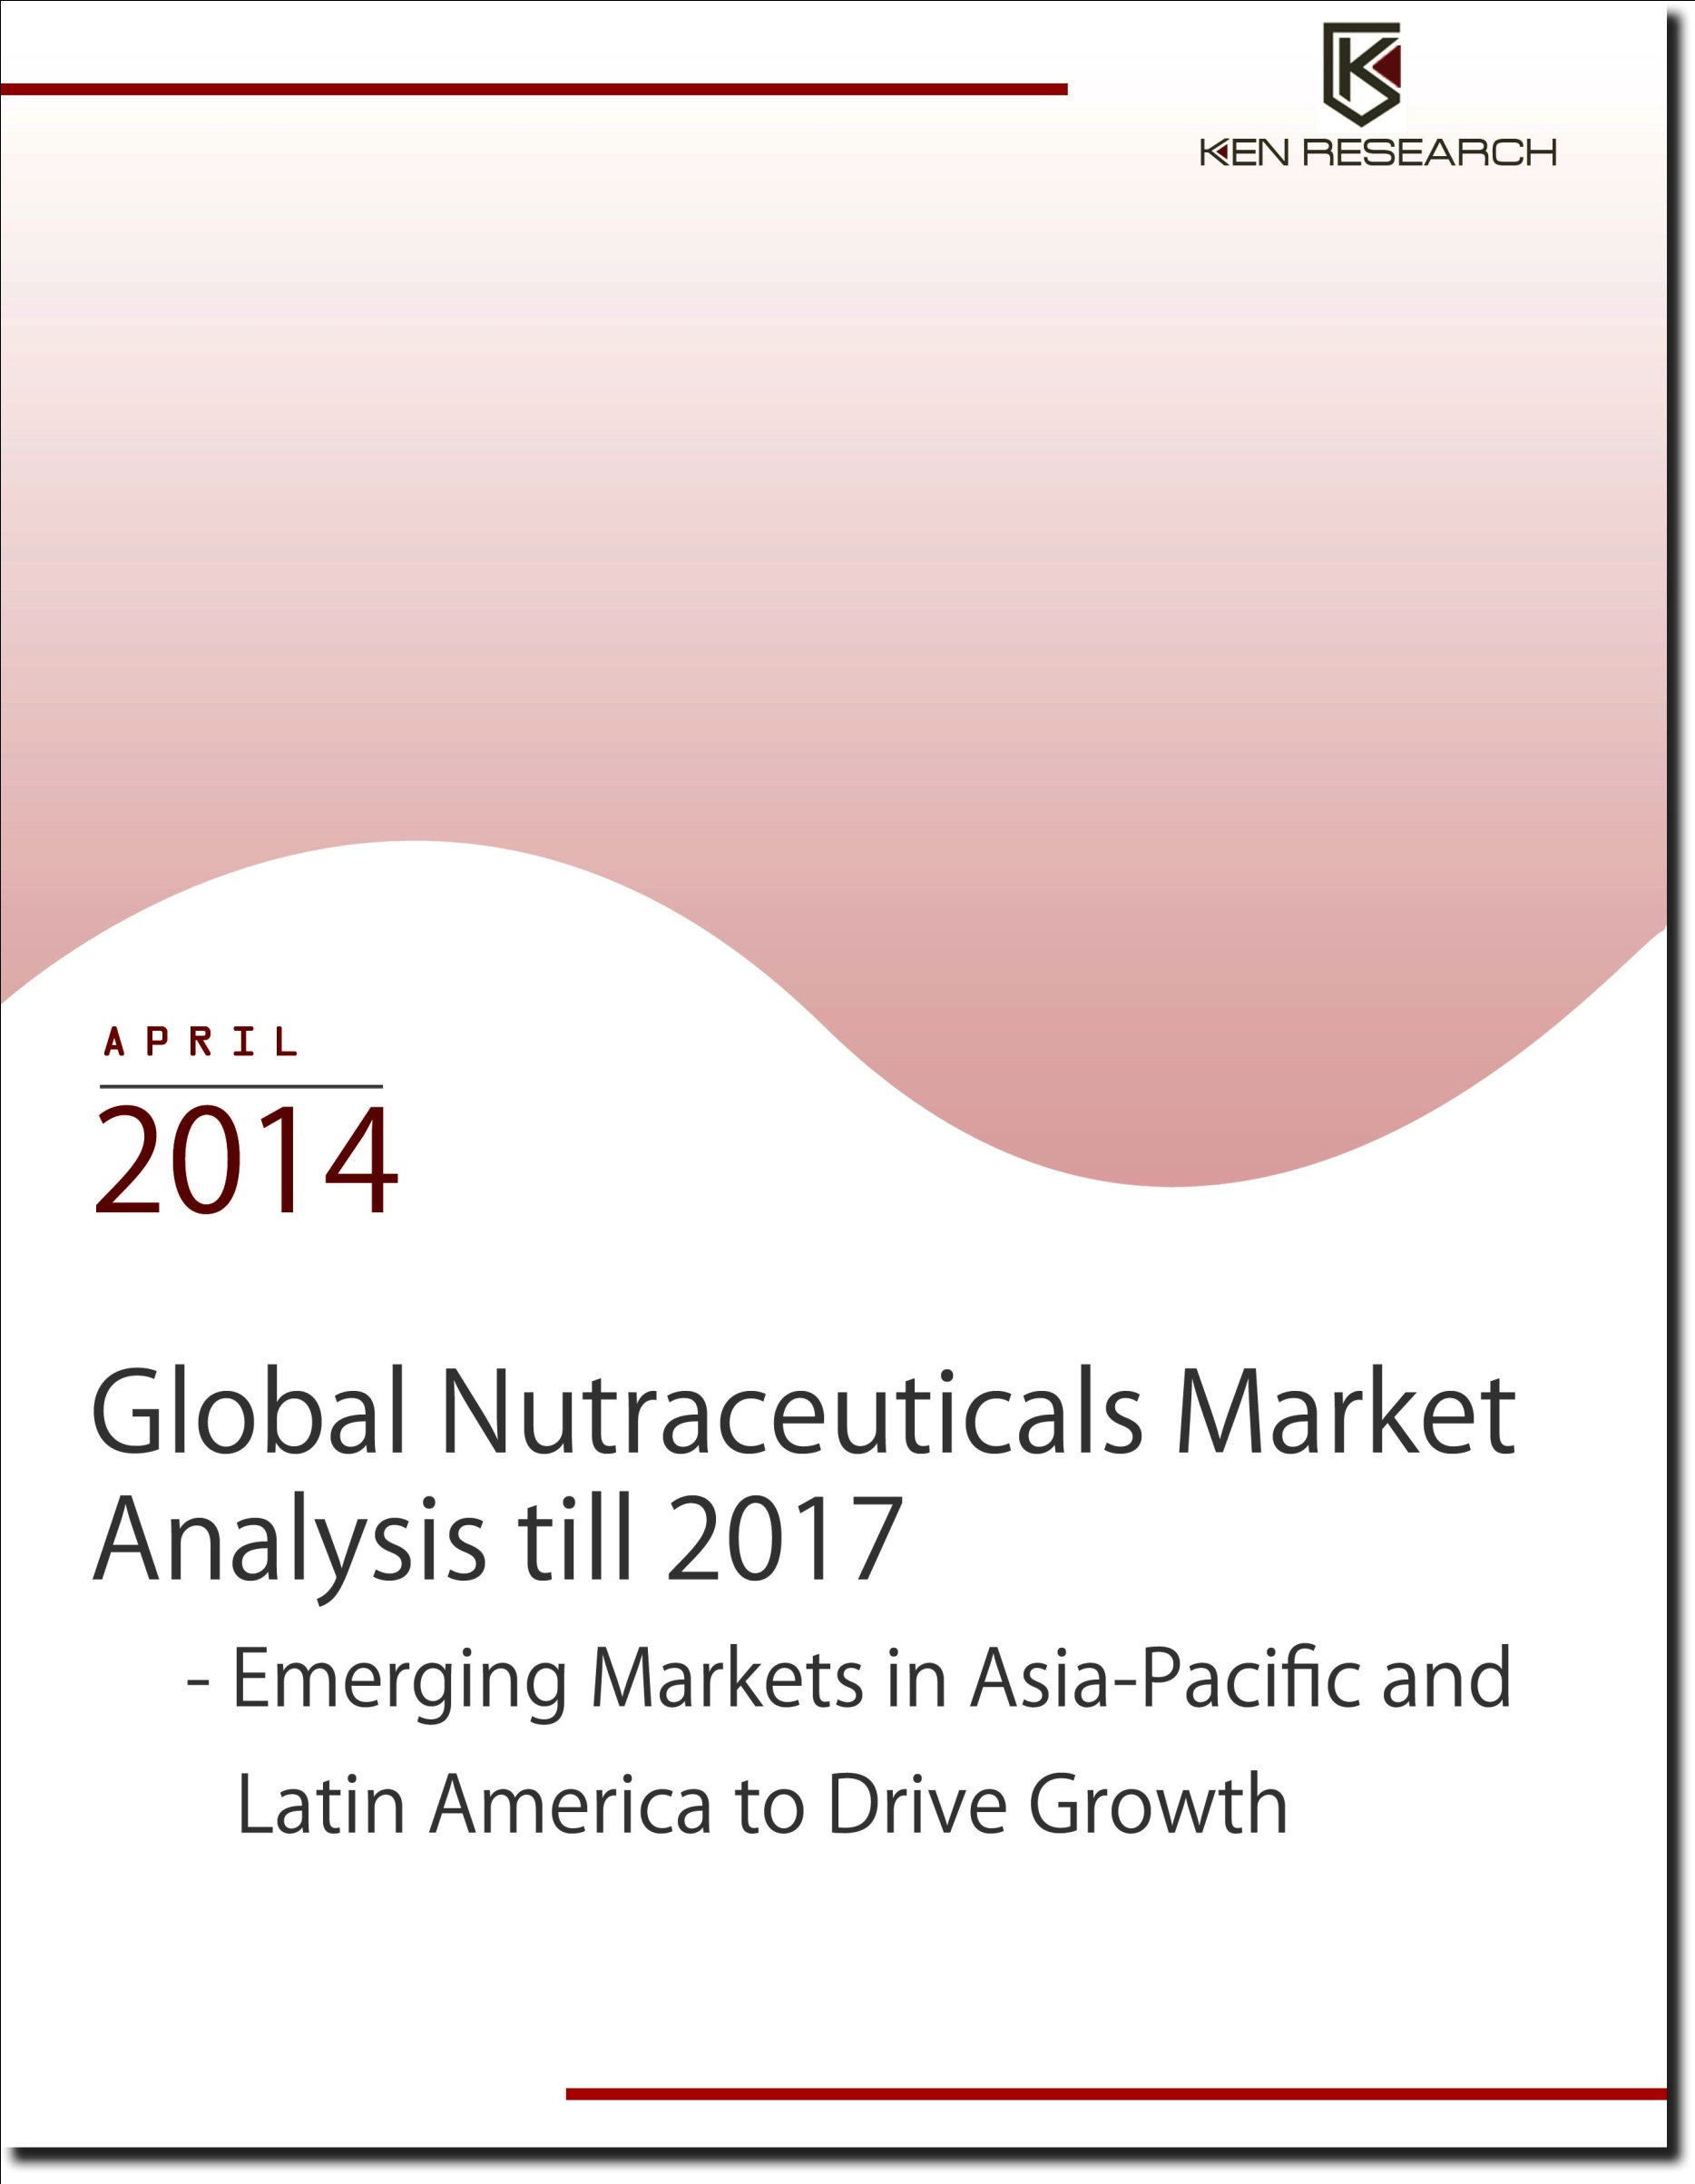 KEN RESEARCH
APRIL
2014
Global Nutraceuticals Market
Analysis till 2017
- Emerging Markets in Asia-Pacific and
Latin America to Drive Growth